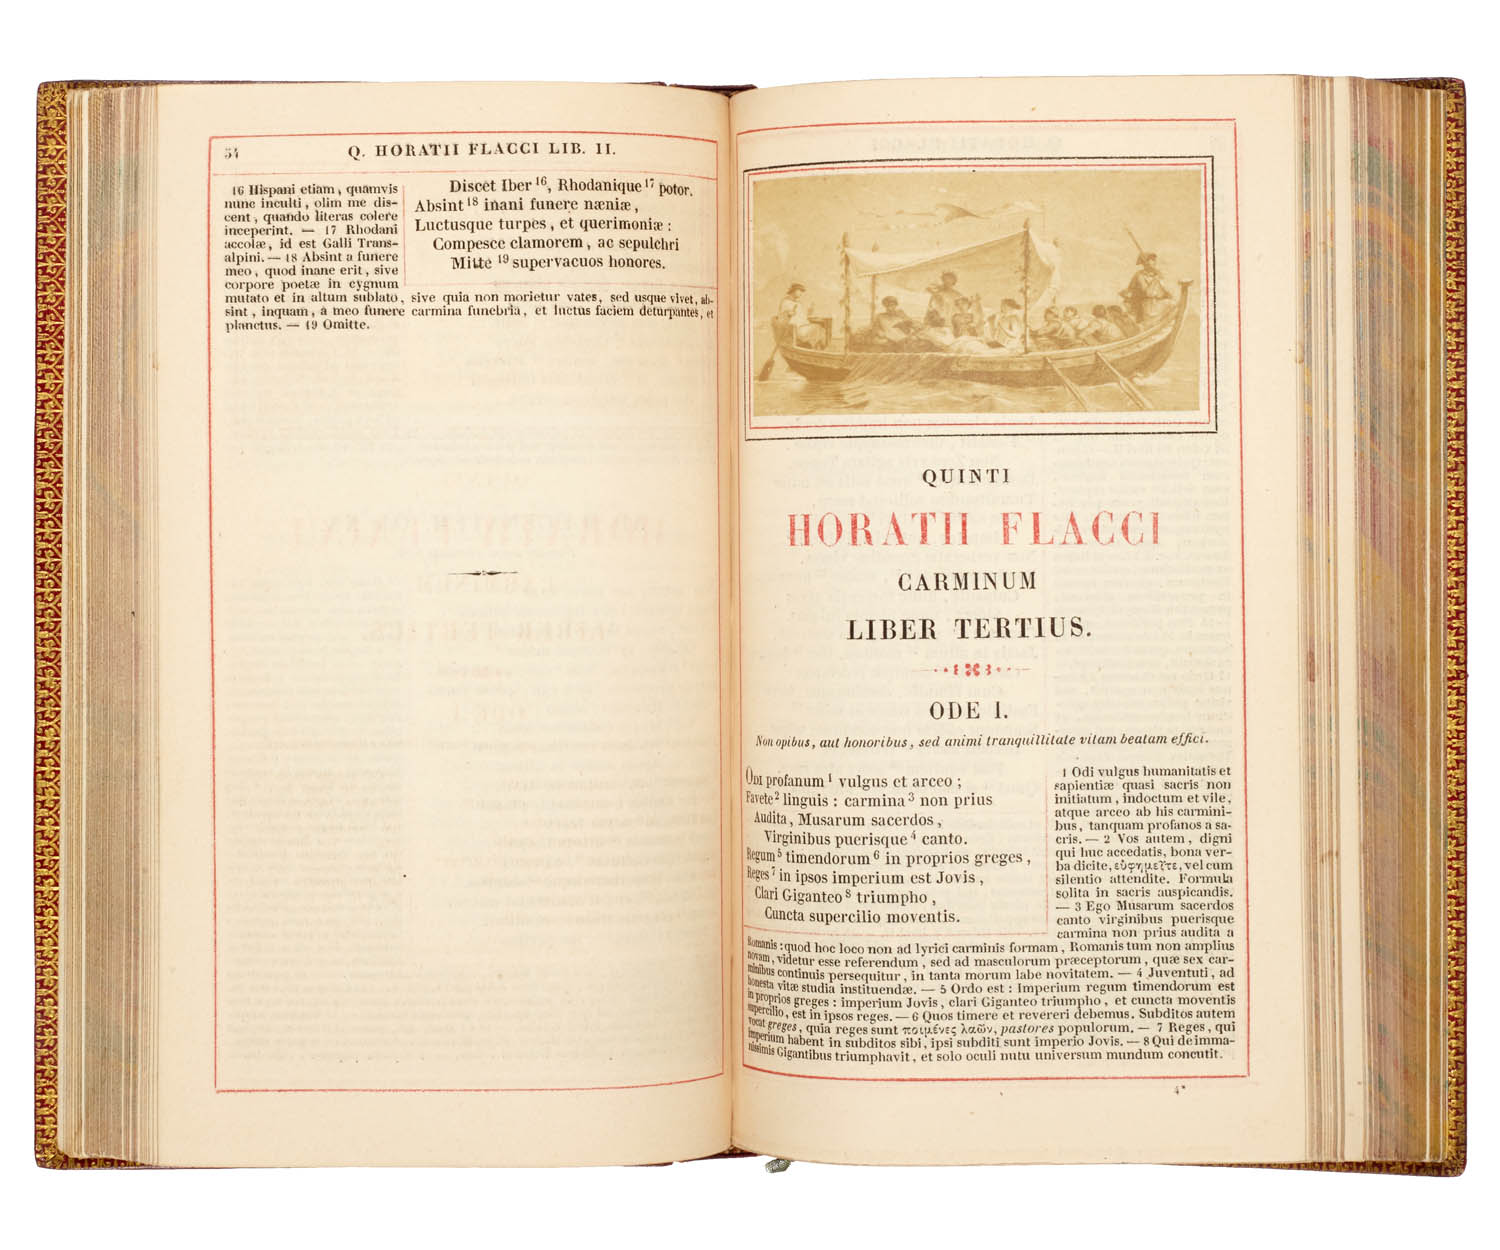 54
Q. HORATII FLACCI LIB. II.
16 Hispani etiam, quamvis
nunc inculti, olim me dis-
cent, quando literas colere
inceperint. — 17 Rhodani
accolæ, id est Galli Trans-
alpini. — 18 Absint a funere
meo, quod inane erit, sive
corpore poetæ in cygnum
mutato et in altum sublato, sive quia non morietur vates, sed usque vivet, ab-
sint, inquam, a meo funere carmina funebria, et luctus faciem deturpantes, et
planctus. — 19 Omitte.
Discet Iber 16, Rhodanique 17 potor.
Absint 18 inani funere næniæ,
Luctusque turpes, et querimoniæ:
Compesce clamorem, ac sepulchri
Mitte 19 supervacuos honores.
QUINTI
HORATII FLACCI
CARMINUM
LIBER TERTIUS.
ODE I.
Non opibus, aut honoribus, sed animi tranquillitate vitam beatam effici.
ODI profanum 1 vulgus et arceo;
Favete 2 linguis: carmina 3 non prius
Audita, Musarum sacerdos,
Virginibus puerisque 4 canto.
Regum 5 timendorum 6 in proprios greges,
Reges 7 in ipsos imperium est Jovis,
Clari Giganteo 8 triumpho,
Cuncta supercilio moventis.
1 Odi vulgus humanitatis et
sapientiæ quasi sacris non
initiatum, indoctum et vile,
atque arceo ab his carmini-
bus, tanquam profanos a sa-
cris. — 2 Vos autem, digni
qui huc accedatis, bona ver-
ba dicite, εὐφημεῖτε, vel cum
silentio attendite. Formula
solita in sacris auspicandis.
— 3 Ego Musarum sacerdos
canto virginibus puerisque
carmina non prius audita a
Romanis: quod hoc loco non ad lyrici carminis formam, Romanis tum non amplius
novam, videtur esse referendum, sed ad masculorum præceptorum, quæ sex car-
minibus continuis persequitur, in tanta morum labe novitatem. — 4 Juventuti, ad
honesta vitæ studia instituendæ. — 5 Ordo est: Imperium regum timendorum est
in proprios greges: imperium Jovis, clari Giganteo triumpho, et cuncta moventis
supercilio, est in ipsos reges. — 6 Quos timere et revereri debemus. Subditos autem
vocat greges, quia reges sunt ποιμένες λαῶν, pastores populorum. — 7 Reges, qui
imperium habent in subditos sibi, ipsi subditi sunt imperio Jovis. — 8 Qui de imma-
nissimis Gigantibus triumphavit, et solo oculi nutu universum mundum concutit.
4*